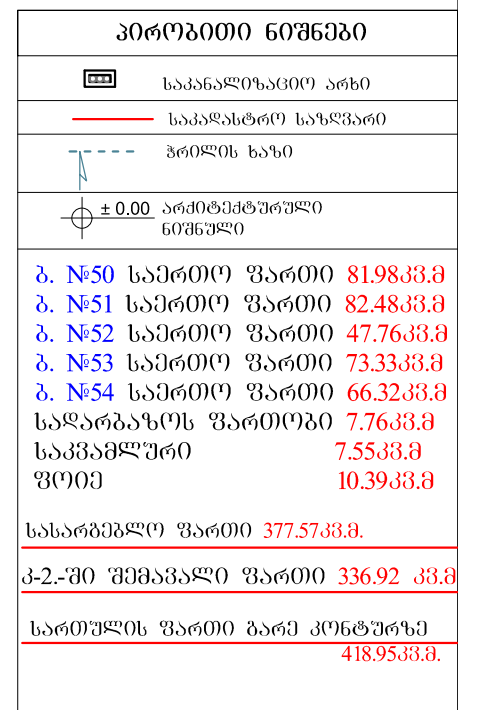 პირობითი ნიშნები
საკანალიზაციო არხი
საკადასტრო საზღვარი
ჭრილის ხაზი
± 0.00 არქიტექტურული
ნიშნული
ბ. №50 საერთო ფართი 81.98კვ.მ
ბ. №51 საერთო ფართი 82.48კვ.მ
ბ. №52 საერთო ფართი 47.76კვ.მ
ბ. №53 საერთო ფართი 73.33კვ.მ
ბ. №54 საერთო ფართი 66.32კვ.მ
სადარბაზოს ფართობი 7.76კვ.მ
საკვამლური 7.55კვ.მ
ფოიე 10.39კვ.მ
სასარგებლო ფართი 377.57კვ.მ.
კ-2.-ში შემავალი ფართი 336.92 კვ.მ
სართულის ფართი გარე კონტურზე
418.95კვ.მ.